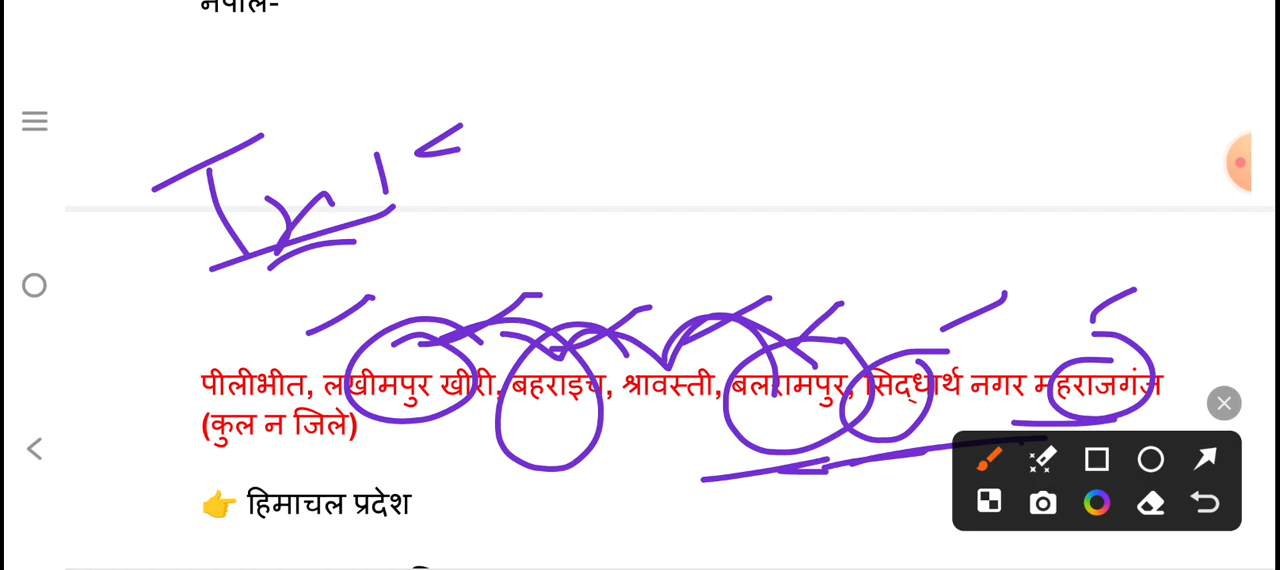 नेपाल-
पीलीभीत, लखीमपुर खीरी, बहराइच, श्रावस्ती, बलरामपुर, सिद्धार्थ नगर महराजगंज
(कुल न जिले)
👉 हिमाचल प्रदेश